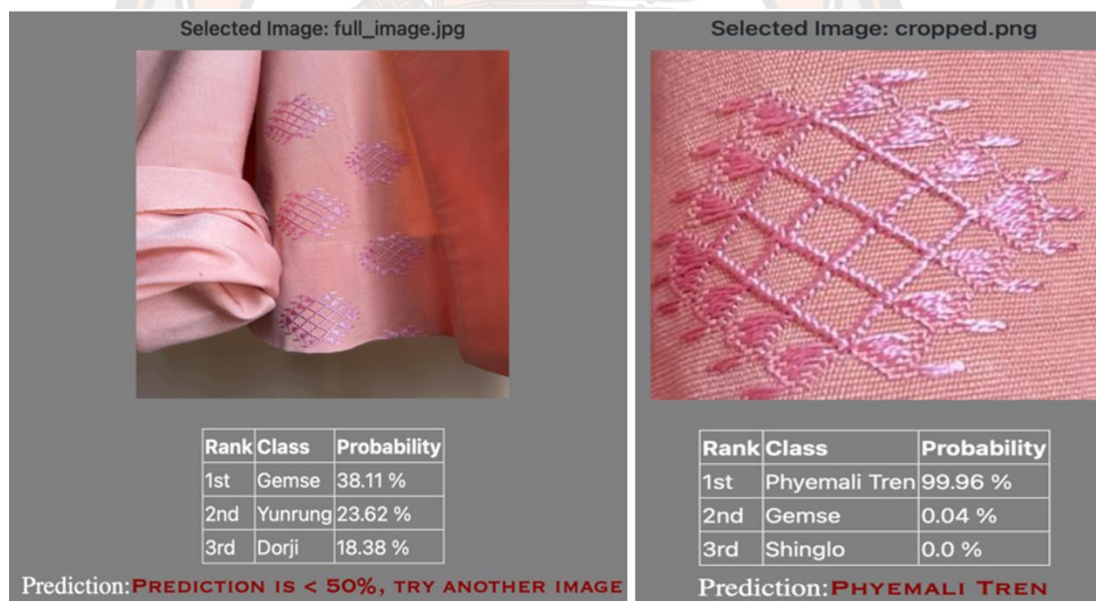 Selected Image: full_image.jpg
Rank Class Probability
1st Gemse 38.11 %
2nd Yunrung 23.62 %
3rd Dorji 18.38 %
Prediction: PREDICTION IS < 50%, TRY ANOTHER IMAGE
Selected Image: cropped.png
Rank Class Probability
1st Phyemali Tren 99.96 %
2nd Gemse 0.04 %
3rd Shinglo 0.0 %
Prediction: PHYEMALI TREN